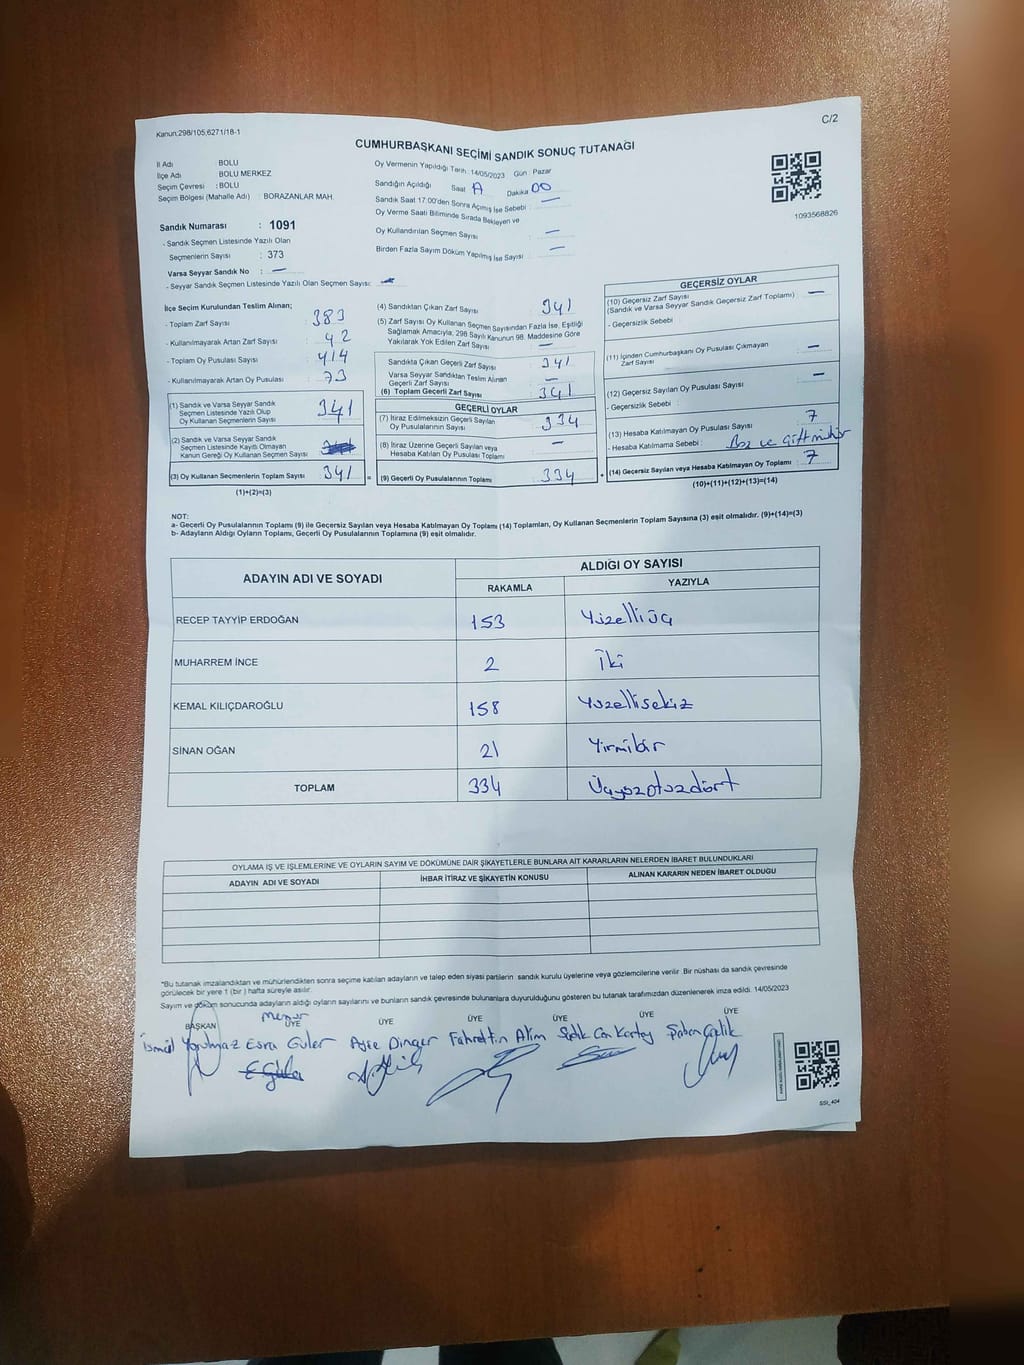 Kanun;298/105,6271/18-1
C/2
CUMHURBAŞKANI SEÇİMİ SANDIK SONUÇ TUTANAĞI
İl Adı : BOLU
İlçe Adı : BOLU MERKEZ
Seçim Çevresi : BOLU
Seçim Bölgesi (Mahalle Adı) : BORAZANLAR MAH.
Oy Vermenin Yapıldığı Tarih : 14/05/2023 Gün : Pazar
Sandığın Açıldığı Saat Dakika 00
Sandık Saat 17.00'den Sonra Açımış İse Sebebi : —
Oy Verme Saati Bitiminde Sırada Bekleyen ve
Oy Kullandırılan Seçmen Sayısı —
Birden Fazla Sayım Döküm Yapılmış İse Sayısı —
1093568826
Sandık Numarası : 1091
- Sandık Seçmen Listesinde Yazılı Olan
Seçmenlerin Sayısı : 373
Varsa Seyyar Sandık No : —
- Seyyar Sandık Seçmen Listesinde Yazılı Olan Seçmen Sayısı:
İlçe Seçim Kurulundan Teslim Alınan;
- Toplam Zarf Sayısı 383
- Kullanılmayarak Artan Zarf Sayısı 42
- Toplam Oy Pusulası Sayısı 414
- Kullanılmayarak Artan Oy Pusulası 73
(1) Sandık ve Varsa Seyyar Sandık
Seçmen Listesinde Yazılı Olup
Oy Kullanan Seçmenlerin Sayısı 341
(2) Sandık ve Varsa Seyyar Sandık
Seçmen Listesinde Kayıtlı Olmayan
Kanun Gereği Oy Kullanan Seçmen Sayısı
(3) Oy Kullanan Seçmenlerin Toplam Sayısı 341 =
(1)+(2)=(3)
(4) Sandıktan Çıkan Zarf Sayısı 341
(5) Zarf Sayısı Oy Kullanan Seçmen Sayısından Fazla İse, Eşitliği
Sağlamak Amacıyla; 298 Sayılı Kanunun 98. Maddesine Göre
Yakılarak Yok Edilen Zarf Sayısı —
Sandıkta Çıkan Geçerli Zarf Sayısı 341
Varsa Seyyar Sandıktan Teslim Alınan
Geçerli Zarf Sayısı —
(6) Toplam Geçerli Zarf Sayısı 341
GEÇERLİ OYLAR
(7) İtiraz Edilmeksizin Geçerli Sayılan
Oy Pusulalarının Sayısı 334
(8) İtiraz Üzerine Geçerli Sayılan veya
Hesaba Katılan Oy Pusulası Toplamı —
(9) Geçerli Oy Pusulalarının Toplamı 334 +
GEÇERSİZ OYLAR
(10) Geçersiz Zarf Sayısı
(Sandık ve Varsa Seyyar Sandık Geçersiz Zarf Toplamı) —
- Geçersizlik Sebebi :
(11) İçinden Cumhurbaşkanı Oy Pusulası Çıkmayan
Zarf Sayısı —
(12) Geçersiz Sayılan Oy Pusulası Sayısı —
- Geçersizlik Sebebi :
(13) Hesaba Katılmayan Oy Pusulası Sayısı 7
- Hesaba Katılmama Sebebi : Boş ve Çift mühür
(14) Geçersiz Sayılan veya Hesaba Katılmayan Oy Toplamı : 7
(10)+(11)+(12)+(13)=(14)
NOT:
a- Geçerli Oy Pusulalarının Toplamı (9) ile Geçersiz Sayılan veya Hesaba Katılmayan Oy Toplamı (14) Toplamları, Oy Kullanan Seçmenlerin Toplam Sayısına (3) eşit olmalıdır. (9)+(14)=(3)
b- Adayların Aldığı Oyların Toplamı, Geçerli Oy Pusulalarının Toplamına (9) eşit olmalıdır.
ADAYIN ADI VE SOYADI ALDIĞI OY SAYISI
RAKAMLA YAZIYLA
RECEP TAYYİP ERDOĞAN 153 Yüzelliüç
MUHARREM İNCE 2 İki
KEMAL KILIÇDAROĞLU 158 Yüzellisekiz
SİNAN OĞAN 21 Yirmibir
TOPLAM 334 Üçyüzotuzdört
OYLAMA İŞ VE İŞLEMLERİNE VE OYLARIN SAYIM VE DÖKÜMÜNE DAİR ŞİKAYETLERLE BUNLARA AİT KARARLARIN NELERDEN İBARET BULUNDUKLARI
ADAYIN ADI VE SOYADI İHBAR İTİRAZ VE ŞİKAYETİN KONUSU ALINAN KARARIN NEDEN İBARET OLDUĞU
*Bu tutanak imzalandıktan ve mühürlendikten sonra seçime katılan adayların ve talep eden siyasi partilerin sandık kurulu üyelerine veya gözlemcilerine verilir. Bir nüshası da sandık çevresinde
görülecek bir yere 1 (bir ) hafta süreyle asılır.
Sayım ve döküm sonucunda adayların aldığı oyların sayılarını ve bunların sandık çevresinde bulunanlara duyurulduğunu gösteren bu tutanak tarafımızdan düzenlenerek imza edildi. 14/05/2023
Memur
BAŞKAN ÜYE ÜYE ÜYE ÜYE ÜYE ÜYE
İsmail Yorulmaz Esra Güler Ayşe Dinçer Fahrettin Alim Sadık Can Kartay Şaban Çaplık
SSI_404